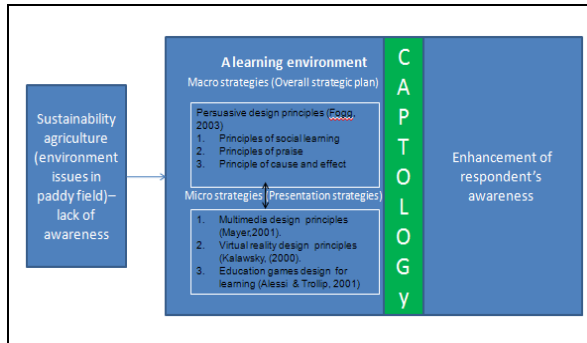 Sustainability
agriculture
(environment
issues in
paddy field)–
lack of
awareness
A learning environment
Macro strategies (Overall strategic plan)
Persuasive design principles (Fogg,
2003)
1. Principles of social learning
2. Principles of praise
3. Principle of cause and effect
Micro strategies (Presentation strategies)
1. Multimedia design principles
(Mayer,2001).
2. Virtual reality design principles
(Kalawsky, (2000).
3. Education games design for
learning (Alessi & Trollip, 2001)
C
A
P
T
O
L
O
G
y
Enhancement of
respondent's
awareness